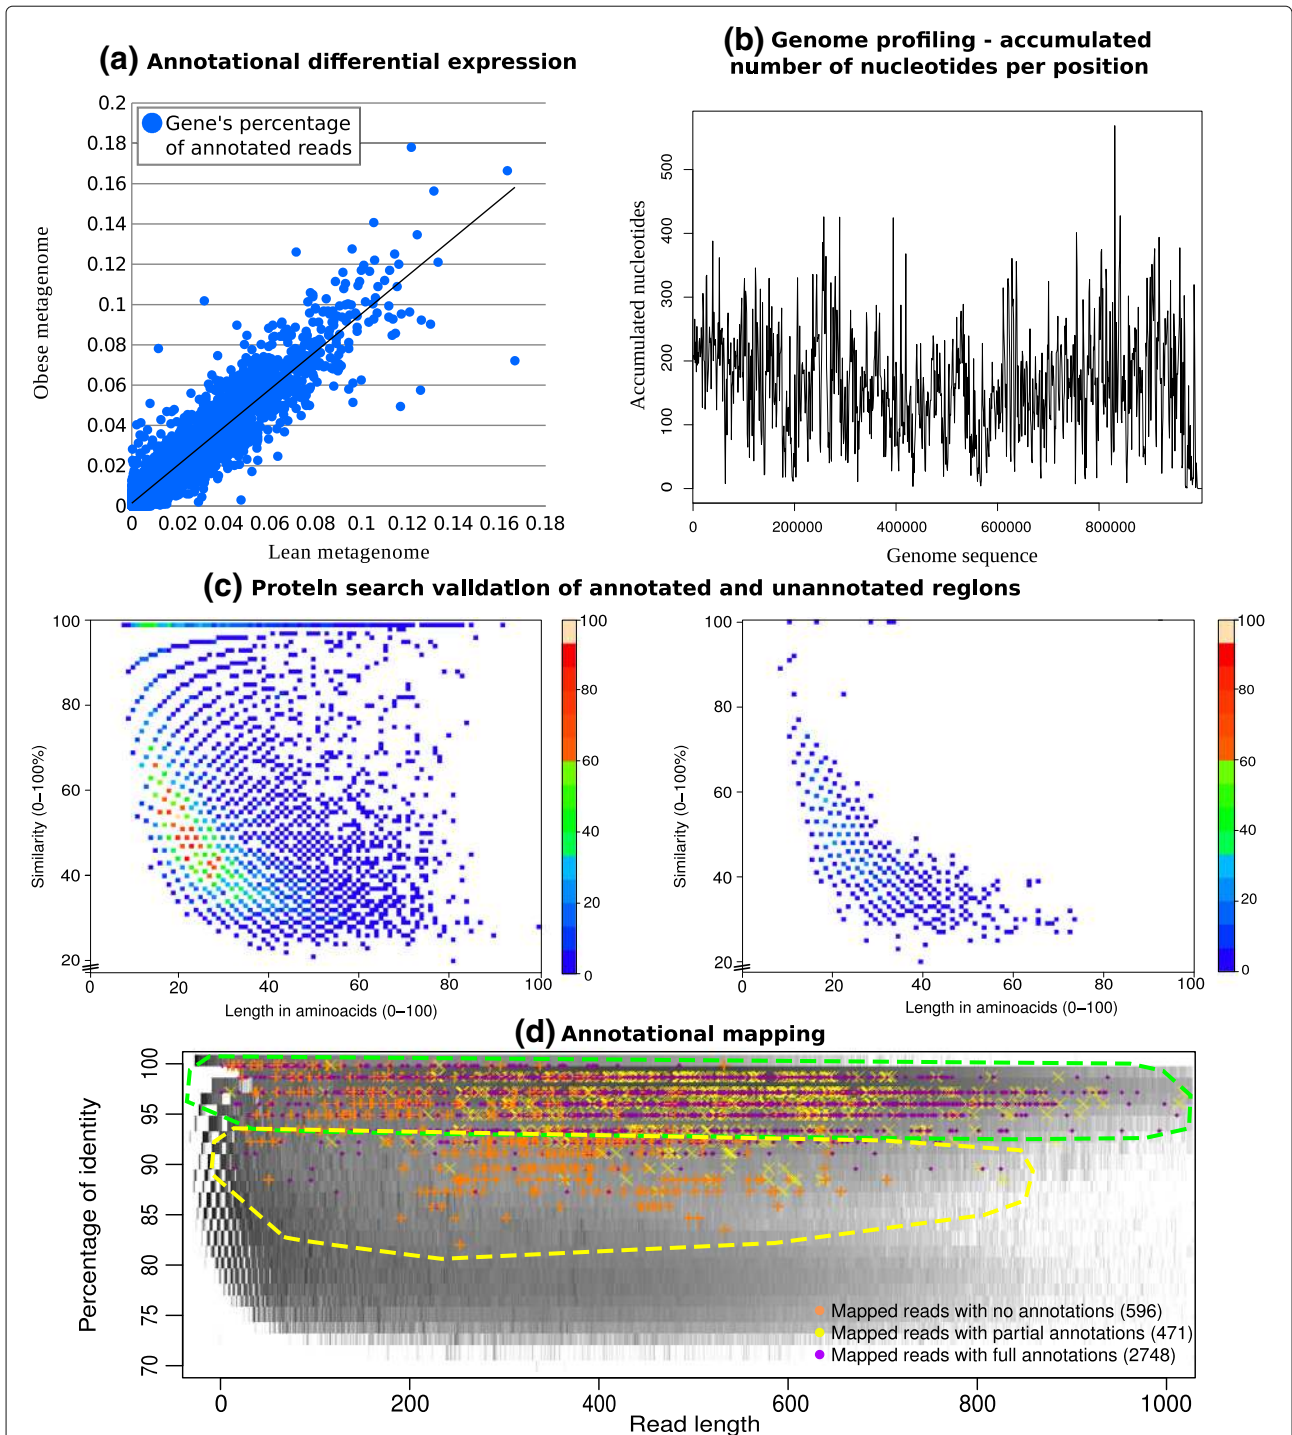 (a) Annotational differential expression
0.2
0.18
0.16
0.14
0.12
0.1
0.08
0.06
0.04
0.02
0
Gene's percentage
of annotated reads
Obese metagenome
0 0.02 0.04 0.06 0.08 0.1 0.12 0.14 0.16 0.18
Lean metagenome
(b) Genome profiling - accumulated
number of nucleotides per position
Accumulated nucleotides
500
400
300
200
100
0
0 200000 400000 600000 800000
Genome sequence
(c) Protein search validation of annotated and unannotated regions
Similarity (0–100%)
100
80
60
40
20
0 20 40 60 80 100
Length in aminoacids (0–100)
100
80
60
40
20
0
Similarity (0–100%)
100
80
60
40
20
0 20 40 60 80 100
Length in aminoacids (0–100)
100
80
60
40
20
0
(d) Annotational mapping
Percentage of identity
100
95
90
85
80
75
70
Mapped reads with no annotations (596)
Mapped reads with partial annotations (471)
Mapped reads with full annotations (2748)
0 200 400 600 800 1000
Read length